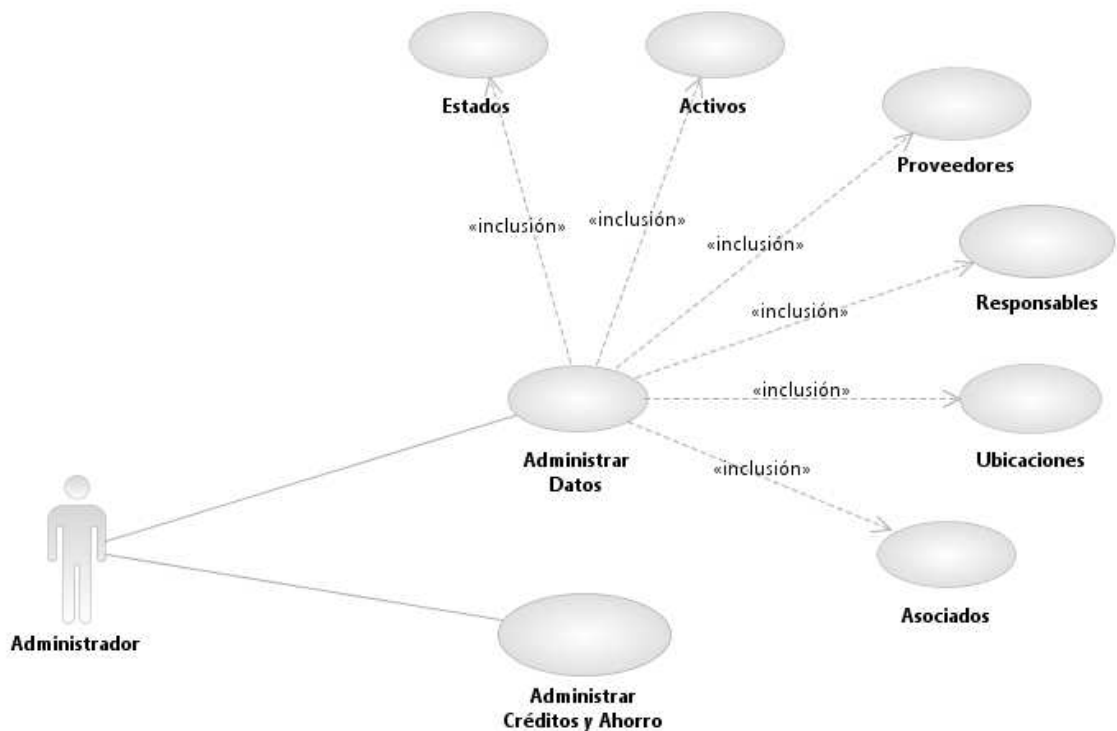 Estados
Activos
Proveedores
«inclusión»
«inclusión»
«inclusión»
Responsables
«inclusión»
«inclusión»
Administrar
Datos
Ubicaciones
«inclusión»
Asociados
Administrador
Administrar
Créditos y Ahorro